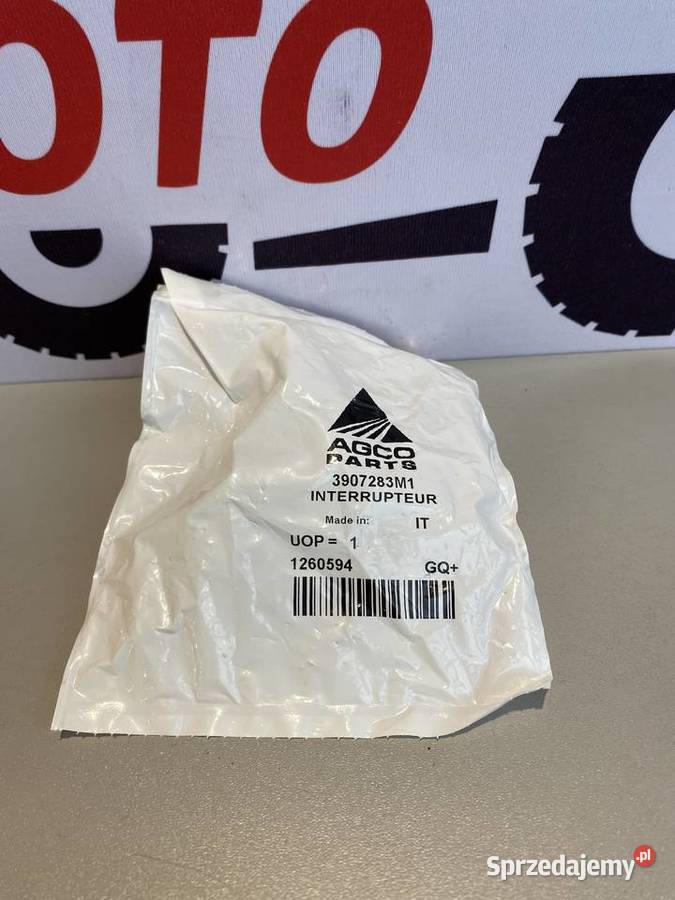 OTO
AGCO
PARTS
3907283M1
INTERRUPTEUR
Made in: IT
UOP = 1
1260594 GQ+
Sprzedajemy.pl